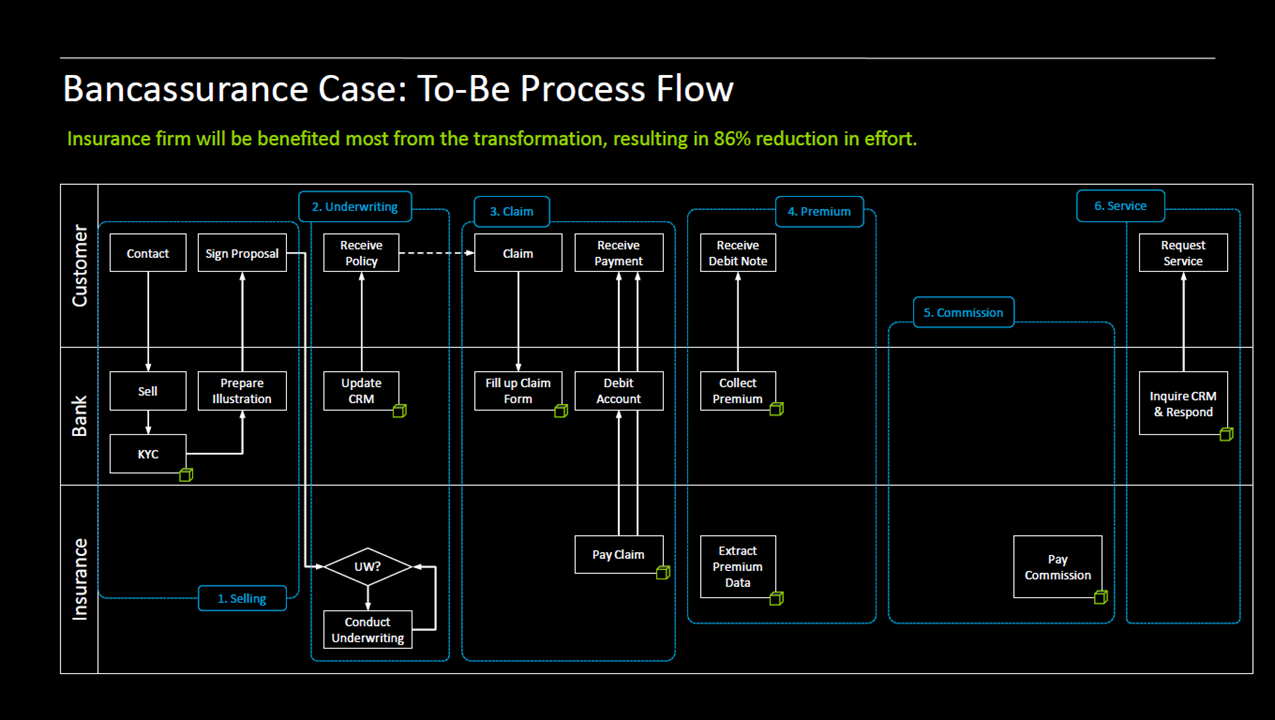 Bancassurance Case: To-Be Process Flow
Insurance firm will be benefited most from the transformation, resulting in 86% reduction in effort.
Customer
Bank
Insurance
1. Selling
2. Underwriting
3. Claim
4. Premium
5. Commission
6. Service
Contact
Sign Proposal
Receive
Policy
Claim
Receive
Payment
Receive
Debit Note
Request
Service
Sell
Prepare
Illustration
Update
CRM
Fill up Claim
Form
Debit
Account
Collect
Premium
Inquire CRM
& Respond
KYC
UW?
Conduct
Underwriting
Pay Claim
Extract
Premium
Data
Pay
Commission